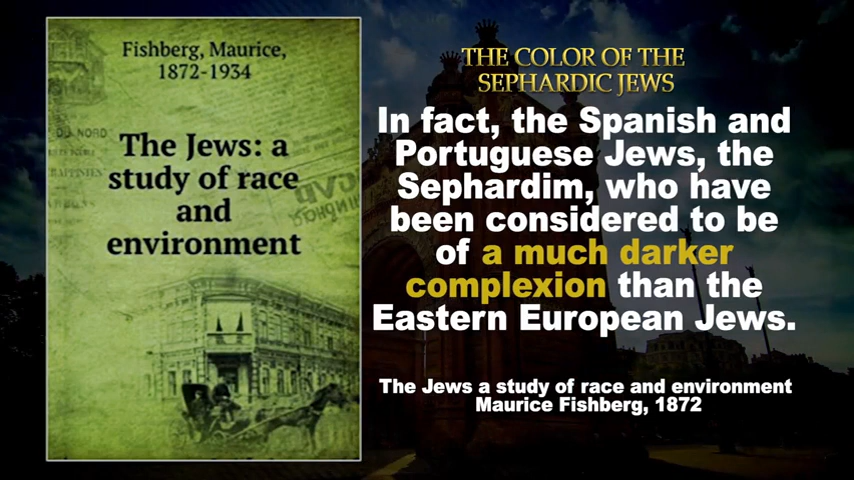 Fishberg, Maurice,
1872-1934
DU NORD
The Jews: a
study of race
and
environment
THE COLOR OF THE
SEPHARDIC JEWS
In fact, the Spanish and
Portuguese Jews, the
Sephardim, who have
been considered to be
of a much darker
complexion than the
Eastern European Jews.
The Jews a study of race and environment
Maurice Fishberg, 1872